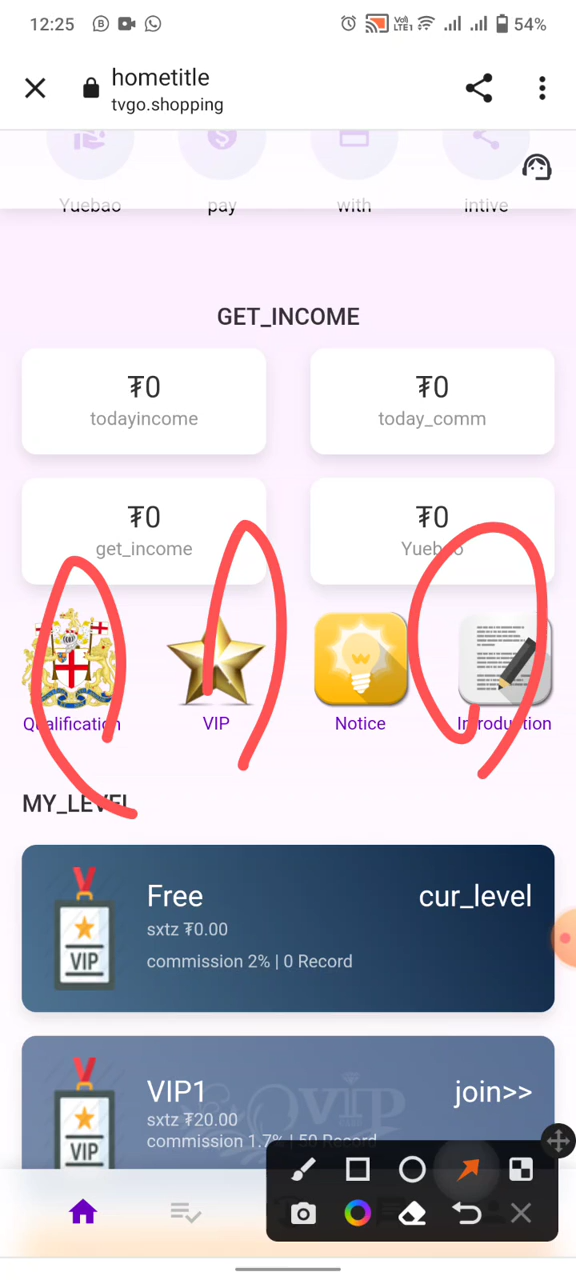 12:25
54%
hometitle
tvgo.shopping
Yuebao pay with intive
GET_INCOME
₮0 ₮0
todayincome today_comm
₮0 ₮0
get_income Yuebao
Qualification VIP Notice Introduction
MY_LEVEL
Free cur_level
sxtz ₮0.00
VIP
commission 2% | 0 Record
VIP1 join>>
sxtz ₮20.00
VIP
commission 1.7% | 50 Record